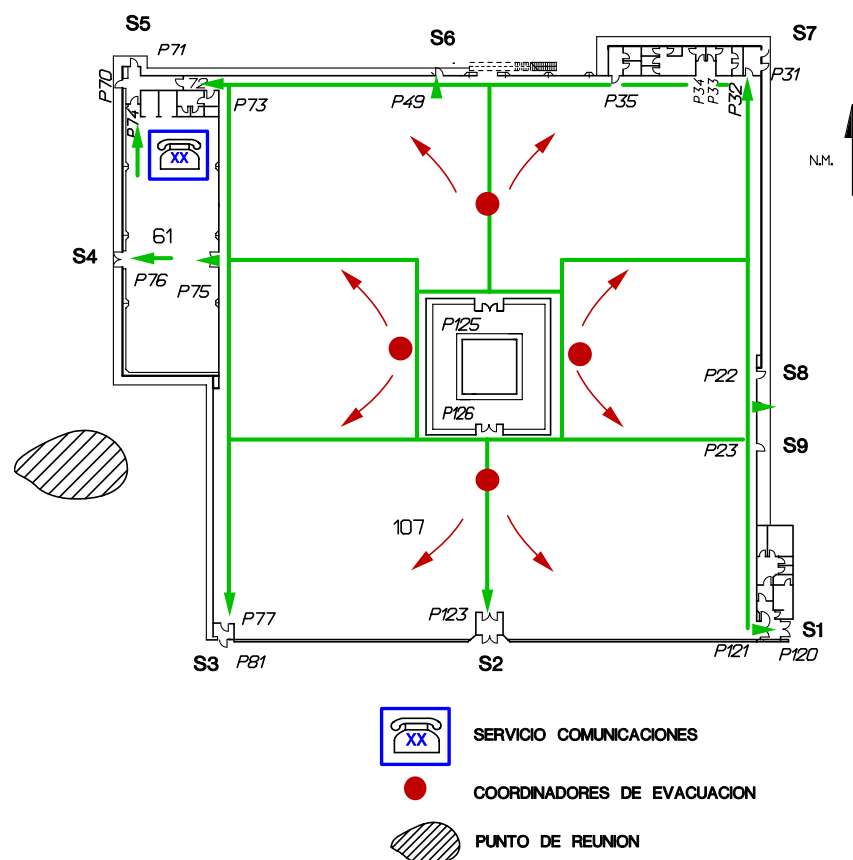 S5
S6
S7
P71
P70
72
P73
P49
P35
P34
P33
P32
P31
P74
XX
N.M.
61
S4
P76
P75
P125
P22
S8
P126
P23
S9
107
P77
P123
S1
P121
P120
S3
P81
S2
XX
SERVICIO COMUNICACIONES
COORDINADORES DE EVACUACION
PUNTO DE REUNION